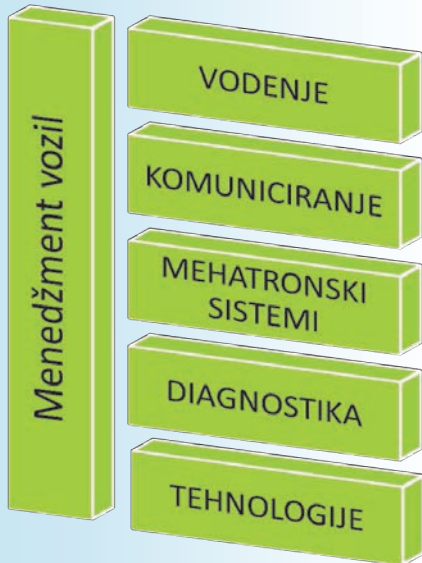 Menedžment vozil
VODENJE
KOMUNICIRANJE
MEHATRONSKI
SISTEMI
DIAGNOSTIKA
TEHNOLOGIJE